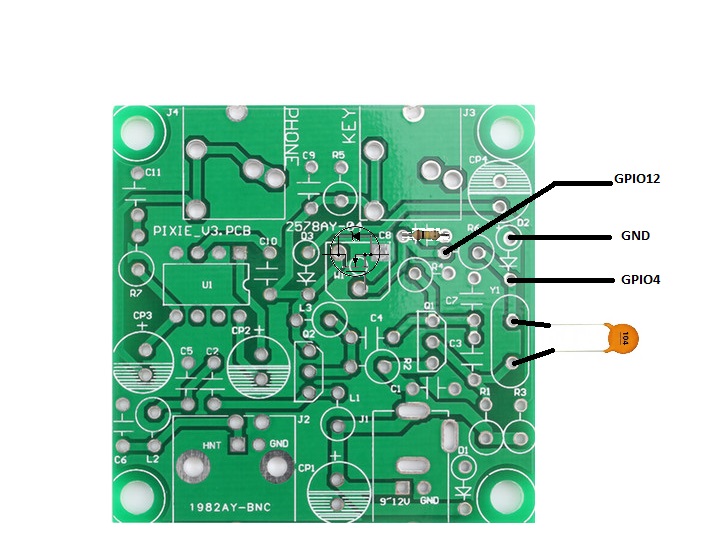 J4
PHONE
KEY
J3
C11
C9
R5
CP4
GPIO12
PIXIE_V3.PCB
2578AY-04
D2
GND
C10
D3
C8
R6
R4
GPIO4
R7
U1
Y1
L3
C7
CP3
+
CP2
+
Q2
C4
Q1
C3
104
C5
C2
R2
C1
L1
R1
R3
J2
J1
HNT
GND
C6
L2
CP1
+
D1
9~12V
GND
1982AY-BNC